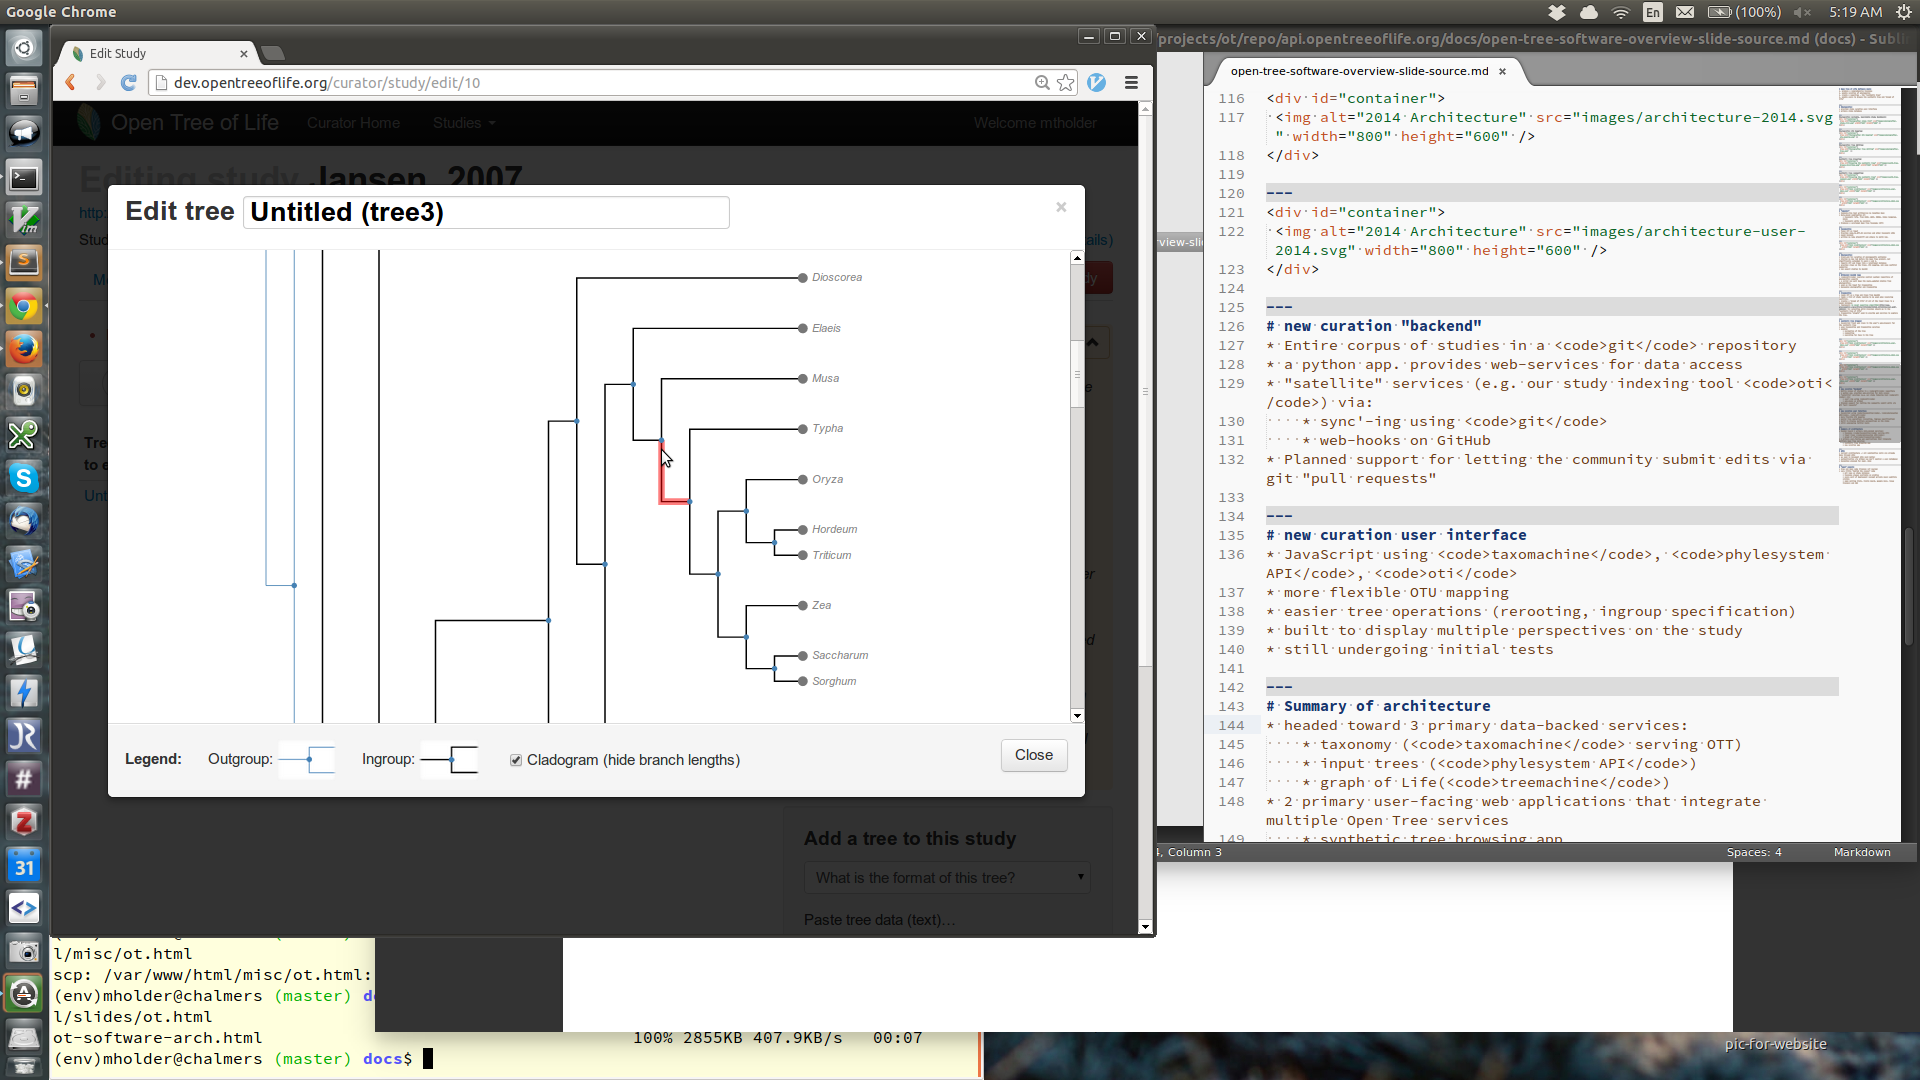 Google Chrome
En
(100%)
5:19 AM
Edit Study
dev.opentreeoflife.org/curator/study/edit/10
Open Tree of Life
Curator Home
Studies
Welcome mtholder
Editing study Jansen, 2007
http:
Edit tree
Untitled (tree3)
×
Dioscorea
Elaeis
Musa
Typha
Oryza
Hordeum
Triticum
Zea
Saccharum
Sorghum
Legend:
Outgroup:
Ingroup:
Cladogram (hide branch lengths)
Close
Add a tree to this study
What is the format of this tree?
Paste tree data (text)…
/projects/ot/repo/api.opentreeoflife.org/docs/open-tree-software-overview-slide-source.md (docs) - Subl
open-tree-software-overview-slide-source.md ×
116 <div id="container">
117 <img alt="2014 Architecture" src="images/architecture-2014.svg
" width="800" height="600" />
118 </div>
119
120 ---
121 <div id="container">
122 <img alt="2014 Architecture" src="images/architecture-user-
2014.svg" width="800" height="600" />
123 </div>
124
125 ---
126 # new curation "backend"
127 * Entire corpus of studies in a <code>git</code> repository
128 * a python app. provides web-services for data access
129 * "satellite" services (e.g. our study indexing tool <code>oti<
/code>) via:
130 * sync'-ing using <code>git</code>
131 * web-hooks on GitHub
132 * Planned support for letting the community submit edits via
git "pull requests"
133
134 ---
135 # new curation user interface
136 * JavaScript using <code>taxomachine</code>, <code>phylesystem
API</code>, <code>oti</code>
137 * more flexible OTU mapping
138 * easier tree operations (rerooting, ingroup specification)
139 * built to display multiple perspectives on the study
140 * still undergoing initial tests
141
142 ---
143 # Summary of architecture
144 * headed toward 3 primary data-backed services:
145 * taxonomy (<code>taxomachine</code> serving OTT)
146 * input trees (<code>phylesystem API</code>)
147 * graph of Life(<code>treemachine</code>)
148 * 2 primary user-facing web applications that integrate
multiple Open Tree services
149 * synthetic tree browsing app
, Column 3
Spaces: 4
Markdown
l/misc/ot.html
scp: /var/www/html/misc/ot.html:
(env)mholder@chalmers (master) do
l/slides/ot.html
ot-software-arch.html 100% 2855KB 407.9KB/s 00:07
(env)mholder@chalmers (master) docs$
pic-for-website
31